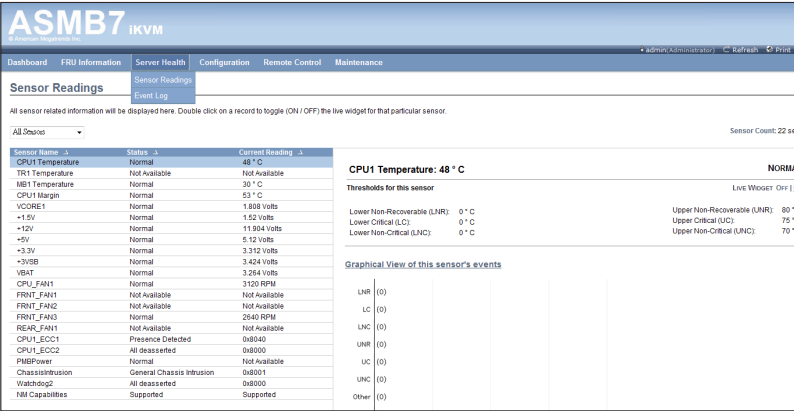 ASMB7 iKVM
© American Megatrends Inc.
admin(Administrator) Refresh Print
Dashboard FRU Information Server Health Configuration Remote Control Maintenance
Sensor Readings
Event Log
Sensor Readings
All sensor related information will be displayed here. Double click on a record to toggle (ON / OFF) the live widget for that particular sensor.
All Sensors
Sensor Count: 22 se
Sensor Name Status Current Reading
CPU1 Temperature Normal 48 ° C
TR1 Temperature Not Available Not Available
MB1 Temperature Normal 30 ° C
CPU1 Margin Normal 53 ° C
VCORE1 Normal 1.808 Volts
+1.5V Normal 1.52 Volts
+12V Normal 11.904 Volts
+5V Normal 5.12 Volts
+3.3V Normal 3.312 Volts
+3VSB Normal 3.424 Volts
VBAT Normal 3.264 Volts
CPU_FAN1 Normal 3120 RPM
FRNT_FAN1 Not Available Not Available
FRNT_FAN2 Not Available Not Available
FRNT_FAN3 Normal 2640 RPM
REAR_FAN1 Not Available Not Available
CPU1_ECC1 Presence Detected 0x8040
CPU1_ECC2 All deasserted 0x8000
PMBPower Normal Not Available
ChassisIntrusion General Chassis Intrusion 0x8001
Watchdog2 All deasserted 0x8000
NM Capabilities Supported Supported
CPU1 Temperature: 48 ° C NORMA
Thresholds for this sensor LIVE WIDGET OFF |
Lower Non-Recoverable (LNR): 0 ° C Upper Non-Recoverable (UNR): 80 °
Lower Critical (LC): 0 ° C Upper Critical (UC): 75 °
Lower Non-Critical (LNC): 0 ° C Upper Non-Critical (UNC): 70 °
Graphical View of this sensor's events
LNR (0)
LC (0)
LNC (0)
UNR (0)
UC (0)
UNC (0)
Other (0)